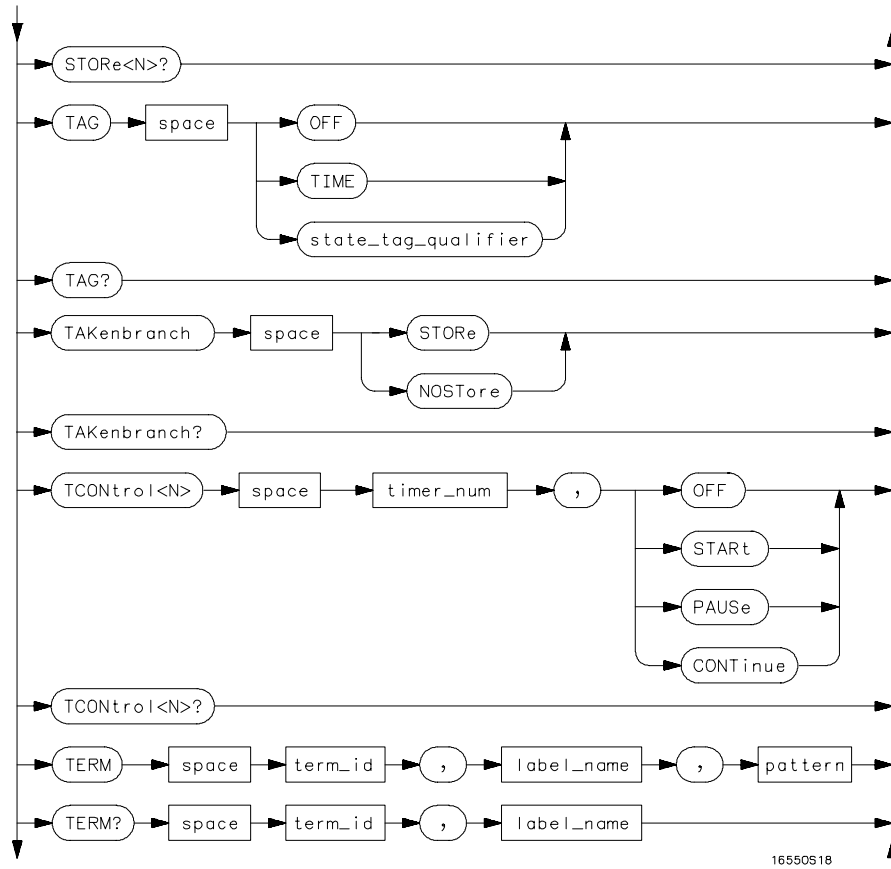 STORe<N>?
TAG space OFF
TIME
state_tag_qualifier
TAG?
TAKenbranch space STORe
NOSTore
TAKenbranch?
TCONtrol<N> space timer_num , OFF
STARt
PAUSe
CONTinue
TCONtrol<N>?
TERM space term_id , label_name , pattern
TERM? space term_id , label_name
16550S18